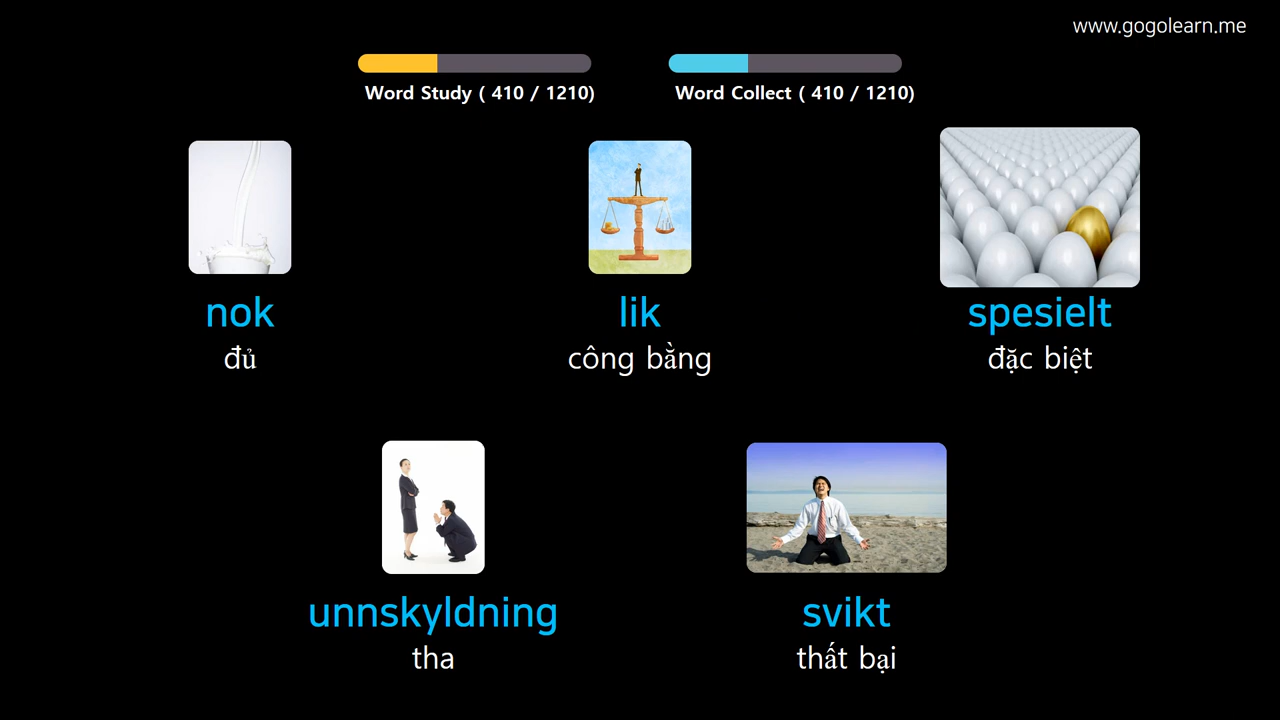 www.gogolearn.me
Word Study ( 410 / 1210)
Word Collect ( 410 / 1210)
nok
đủ
lik
công bằng
spesielt
đặc biệt
unnskyldning
tha
svikt
thất bại